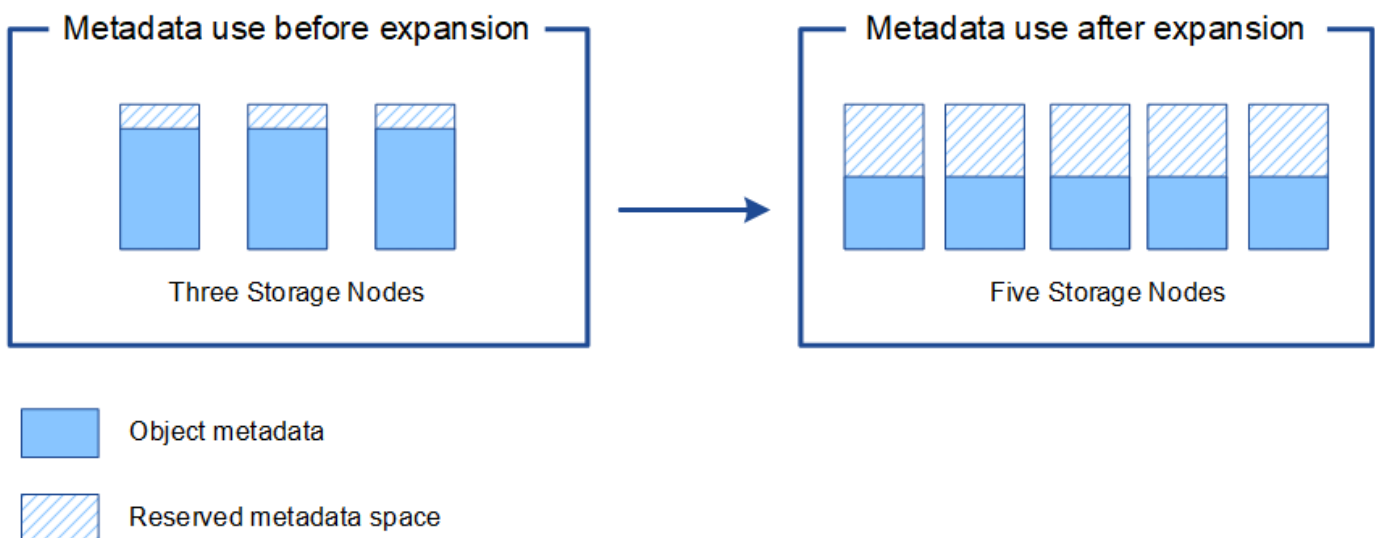 Metadata use before expansion
Metadata use after expansion
Three Storage Nodes
Five Storage Nodes
Object metadata
Reserved metadata space